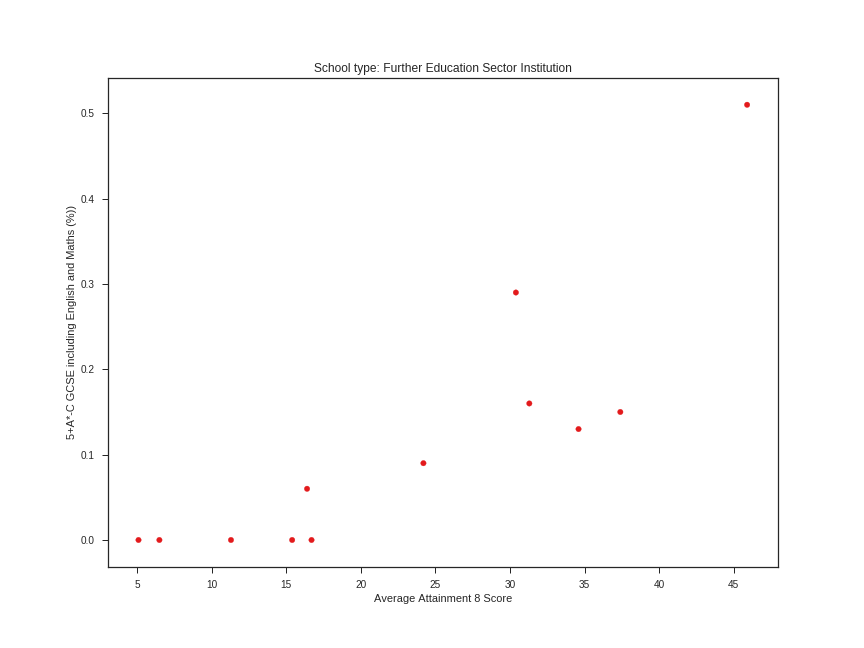 School type: Further Education Sector Institution
5+A*-C GCSE including English and Maths (%))
0.5
0.4
0.3
0.2
0.1
0.0
5 10 15 20 25 30 35 40 45
Average Attainment 8 Score